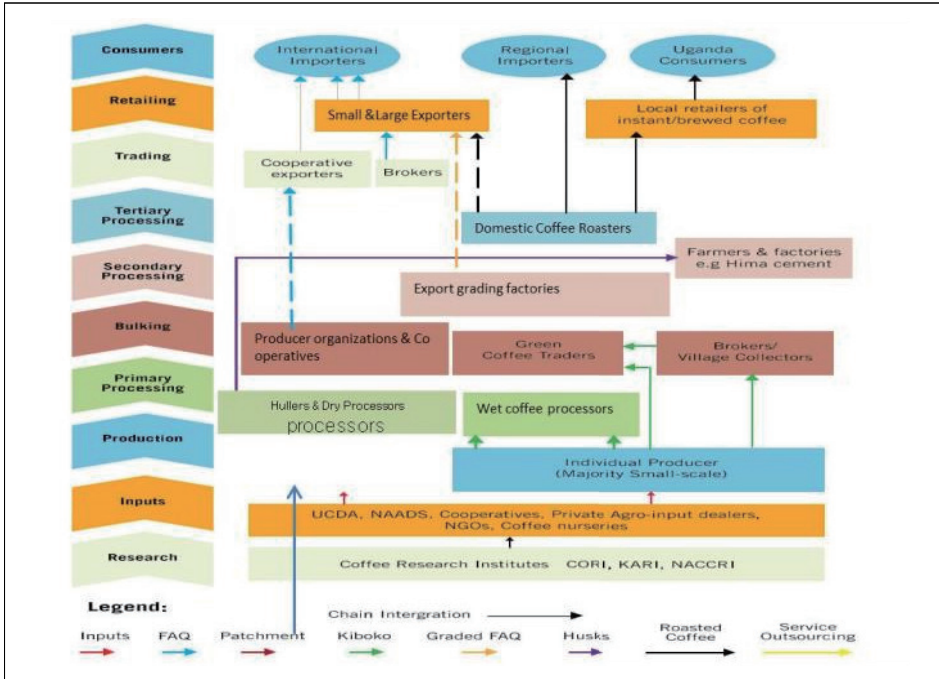 Consumers
International
Importers
Regional
Importers
Uganda
Consumers
Retailing
Small &Large Exporters
Local retailers of
instant/brewed coffee
Trading
Cooperative
exporters
Brokers
Tertiary
Processing
Domestic Coffee Roasters
Secondary
Processing
Farmers & factories
e.g Hima cement
Export grading factories
Bulking
Producer organizations & Co
operatives
Green
Coffee Traders
Brokers/
Village Collectors
Primary
Processing
Hullers & Dry Processors
processors
Wet coffee processors
Production
Individual Producer
(Majority Small-scale)
Inputs
UCDA, NAADS, Cooperatives, Private Agro-input dealers,
NGOs, Coffee nurseries
Research
Coffee Research Institutes CORI, KARI, NACCRI
Legend:
Chain Intergration
Inputs
FAQ
Patchment
Kiboko
Graded FAQ
Husks
Roasted
Coffee
Service
Outsourcing